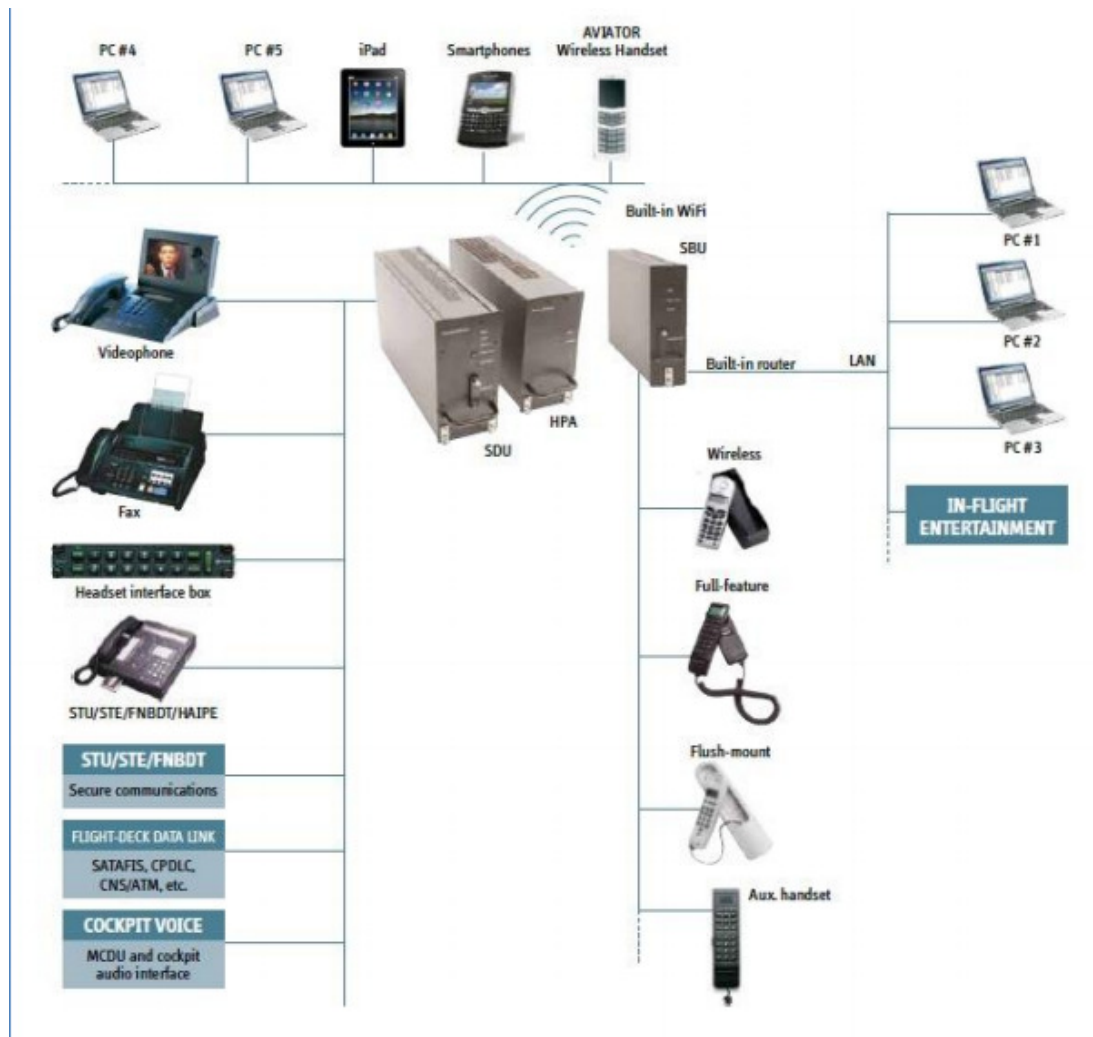 PC #4
PC #5
iPad
Smartphones
AVIATOR
Wireless Handset
Built-in WiFi
SBU
PC #1
PC #2
PC #3
Videophone
Built-in router
LAN
HPA
SDU
Fax
Wireless
IN-FLIGHT
ENTERTAINMENT
Headset interface box
Full-feature
STU/STE/FNBDT/HAIPE
STU/STE/FNBDT
Secure communications
Flush-mount
FLIGHT-DECK DATA LINK
SATAFIS, CPDLC,
CNS/ATM, etc.
Aux. handset
COCKPIT VOICE
MCDU and cockpit
audio interface